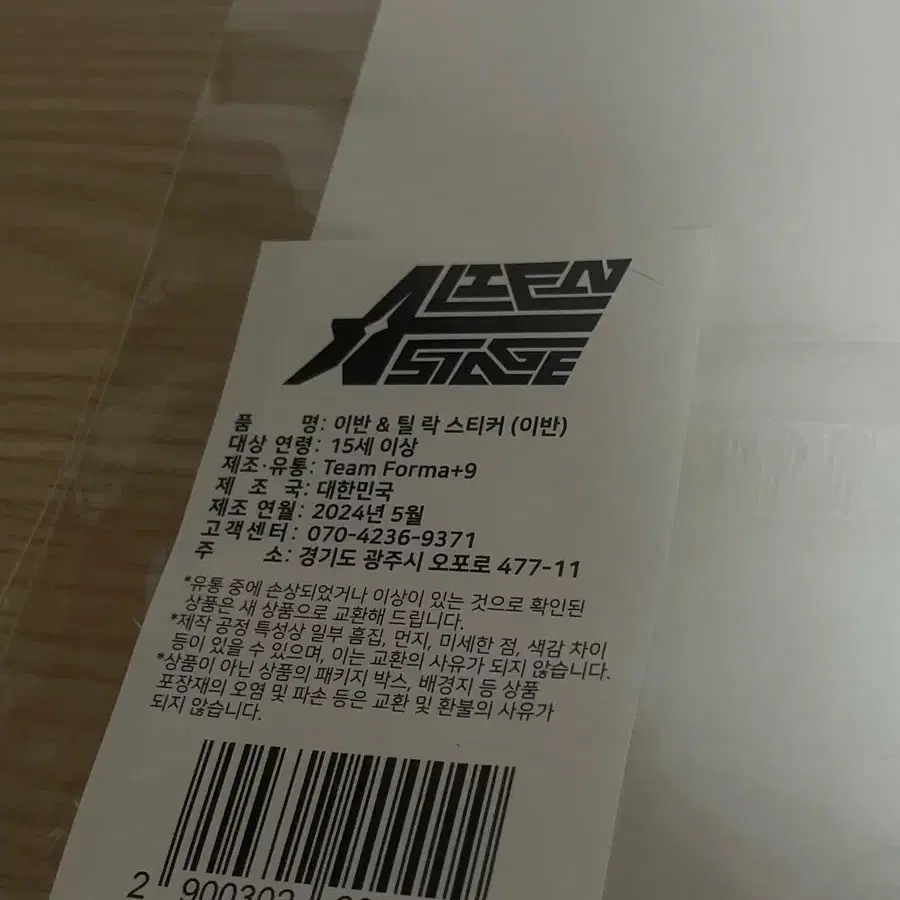 ALIEN
STAGE
품 명: 이반 & 틸 락 스티커 (이반)
대상 연령: 15세 이상
제조·유통: Team Forma+9
제 조 국: 대한민국
제조 연월: 2024년 5월
고객센터: 070-4236-9371
주 소: 경기도 광주시 오포로 477-11
*유통 중에 손상되었거나 이상이 있는 것으로 확인된
상품은 새 상품으로 교환해 드립니다.
*제작 공정 특성상 일부 흠집, 먼지, 미세한 점, 색감 차이
등이 있을 수 있으며, 이는 교환의 사유가 되지 않습니다.
*상품이 아닌 상품의 패키지 박스, 배경지 등 상품
포장재의 오염 및 파손 등은 교환 및 환불의 사유가
되지 않습니다.
2 900302